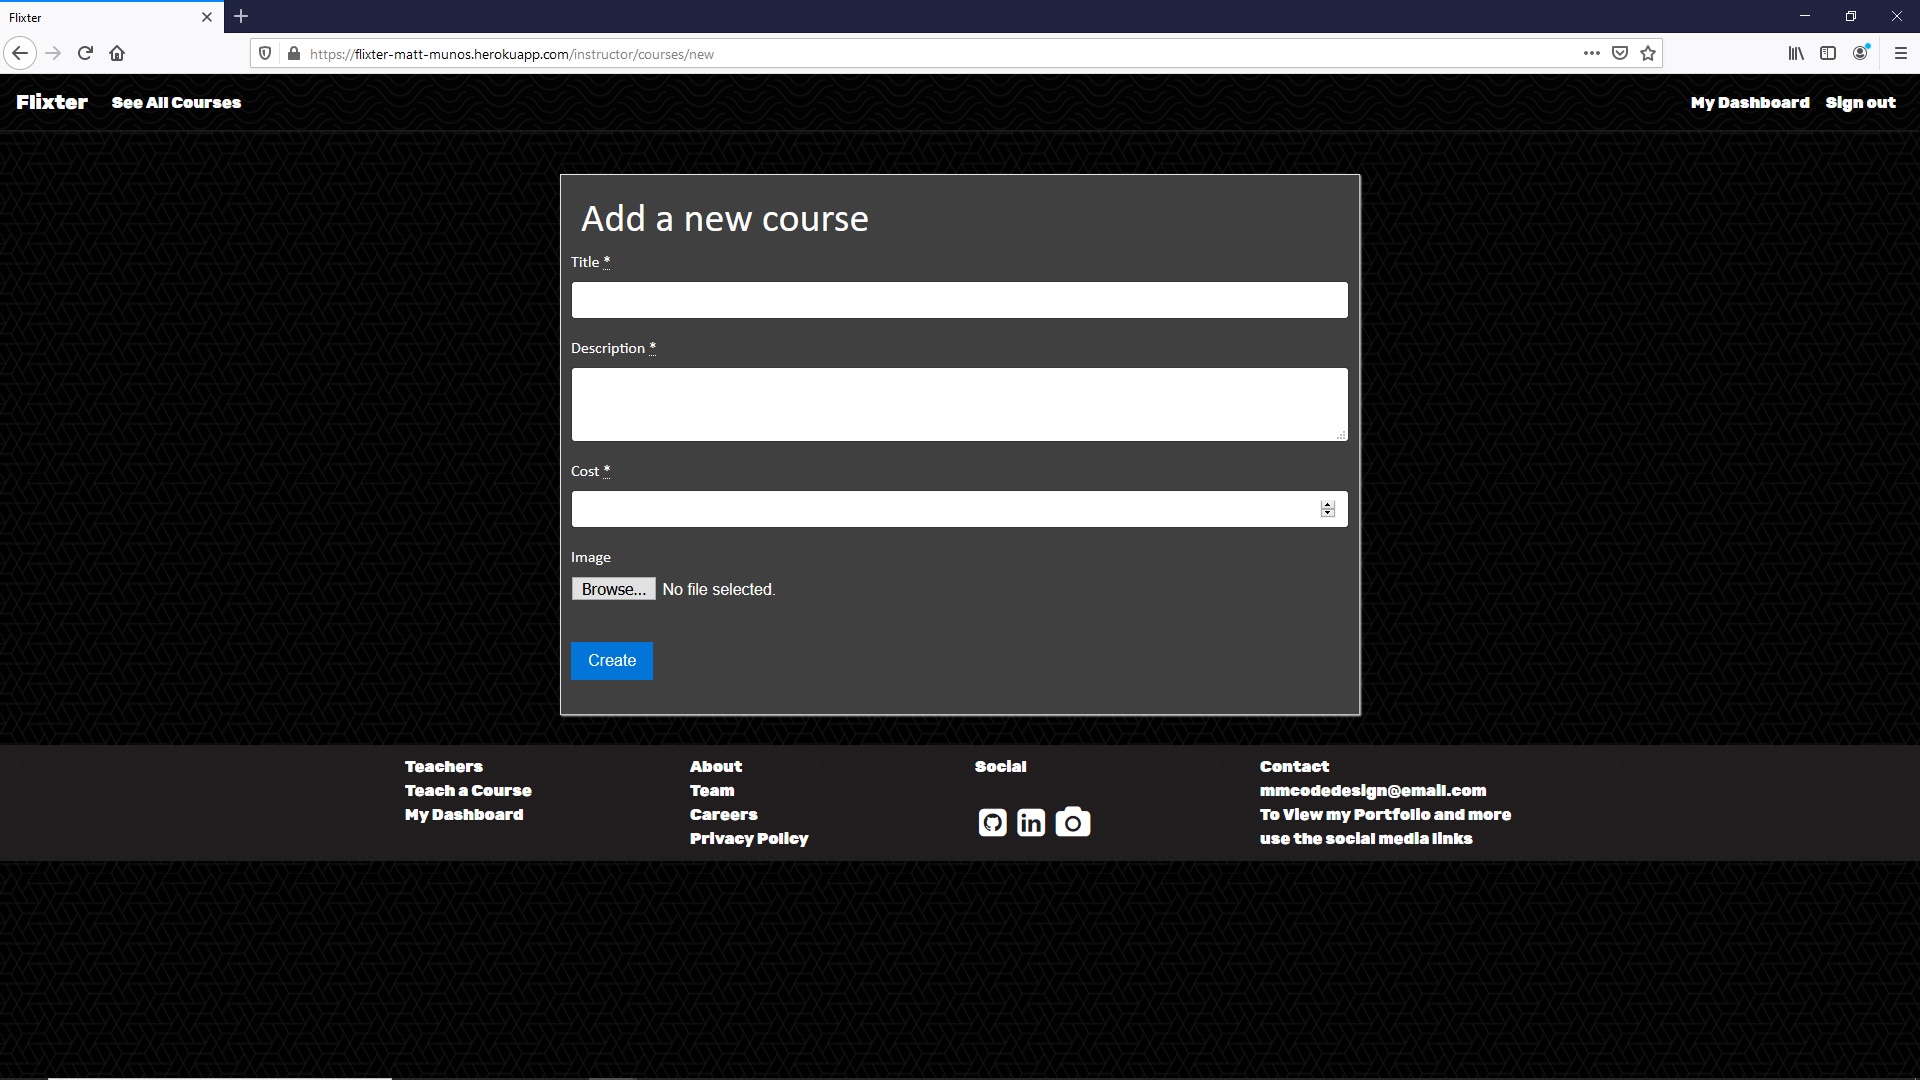 Flixter
https://flixter-matt-munos.herokuapp.com/instructor/courses/new
Flixter See All Courses My Dashboard Sign out
Add a new course
Title *
Description *
Cost *
Image
Browse... No file selected.
Create
Teachers
Teach a Course
My Dashboard
About
Team
Careers
Privacy Policy
Social
in
Contact
mmcodedesign@email.com
To View my Portfolio and more
use the social media links